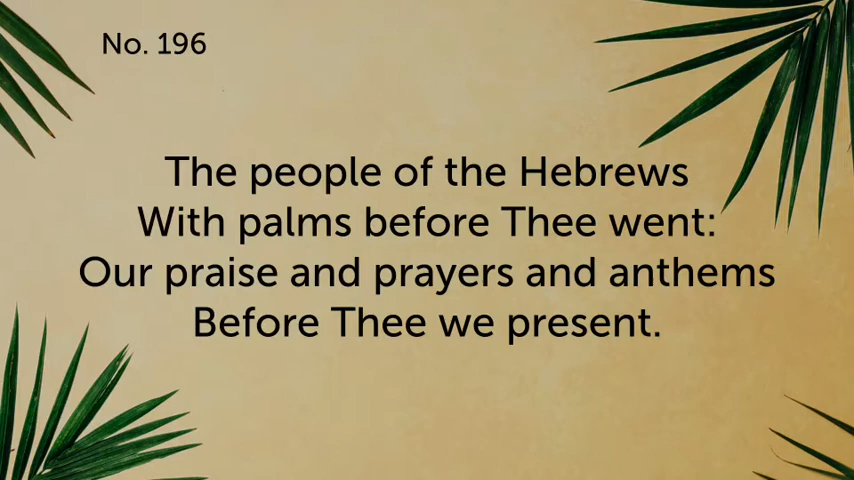 No. 196
The people of the Hebrews
With palms before Thee went:
Our praise and prayers and anthems
Before Thee we present.